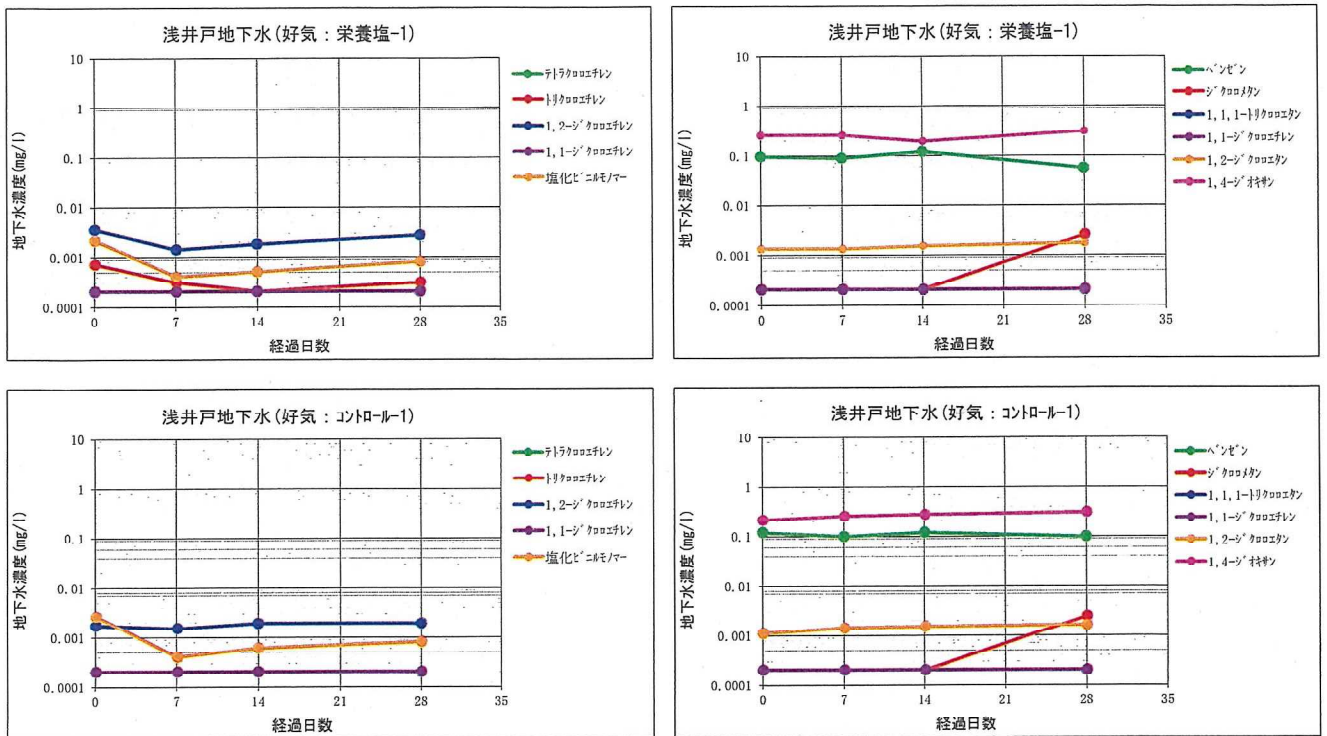 浅井戸地下水(好気：栄養塩-1)
地下水濃度(mg/l)
10
1
0.1
0.01
0.001
0.0001
0 7 14 21 28 35
経過日数
テトラクロロエチレン
トリクロロエチレン
1,2-ジクロロエチレン
1,1-ジクロロエチレン
塩化ビニルモノマー
浅井戸地下水(好気：栄養塩-1)
地下水濃度(mg/l)
10
1
0.1
0.01
0.001
0.0001
0 7 14 21 28 35
経過日数
ベンゼン
ジクロロメタン
1,1,1-トリクロロエタン
1,1-ジクロロエチレン
1,2-ジクロロエタン
1,4-ジオキサン
浅井戸地下水(好気：コントロール-1)
地下水濃度(mg/l)
10
1
0.1
0.01
0.001
0.0001
0 7 14 21 28 35
経過日数
テトラクロロエチレン
トリクロロエチレン
1,2-ジクロロエチレン
1,1-ジクロロエチレン
塩化ビニルモノマー
浅井戸地下水(好気：コントロール-1)
地下水濃度(mg/l)
10
1
0.1
0.01
0.001
0.0001
0 7 14 21 28 35
経過日数
ベンゼン
ジクロロメタン
1,1,1-トリクロロエタン
1,1-ジクロロエチレン
1,2-ジクロロエタン
1,4-ジオキサン